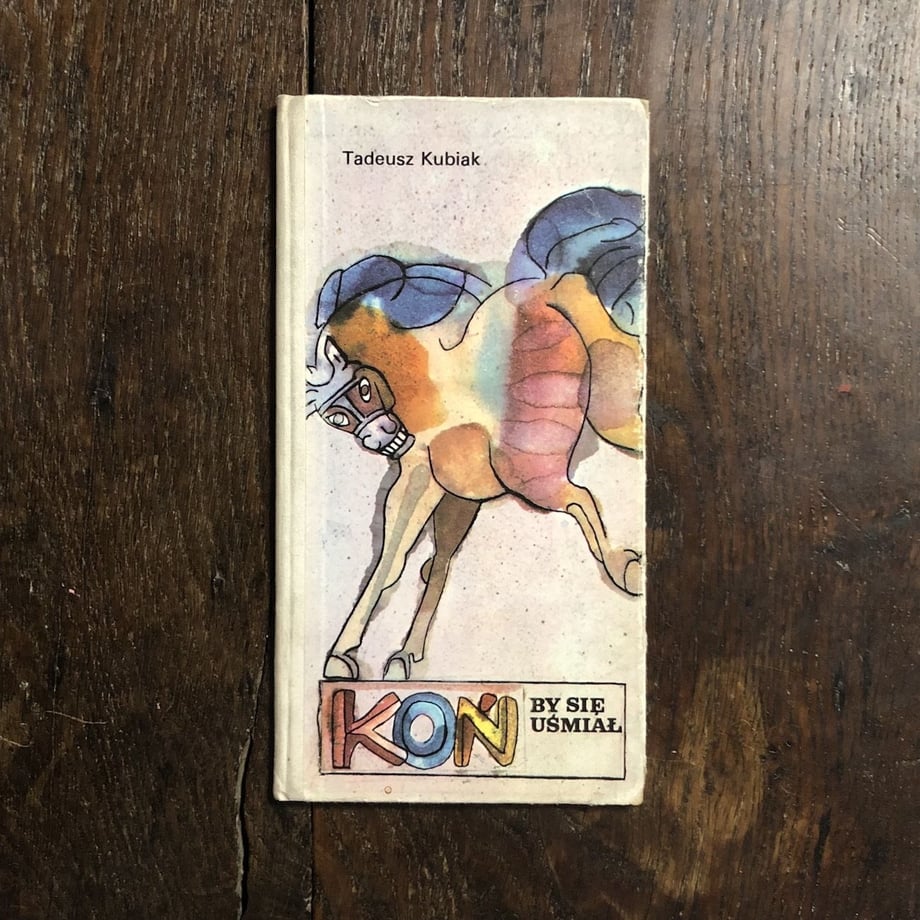 Tadeusz Kubiak
KOŃ
BY SIĘ
UŚMIAŁ